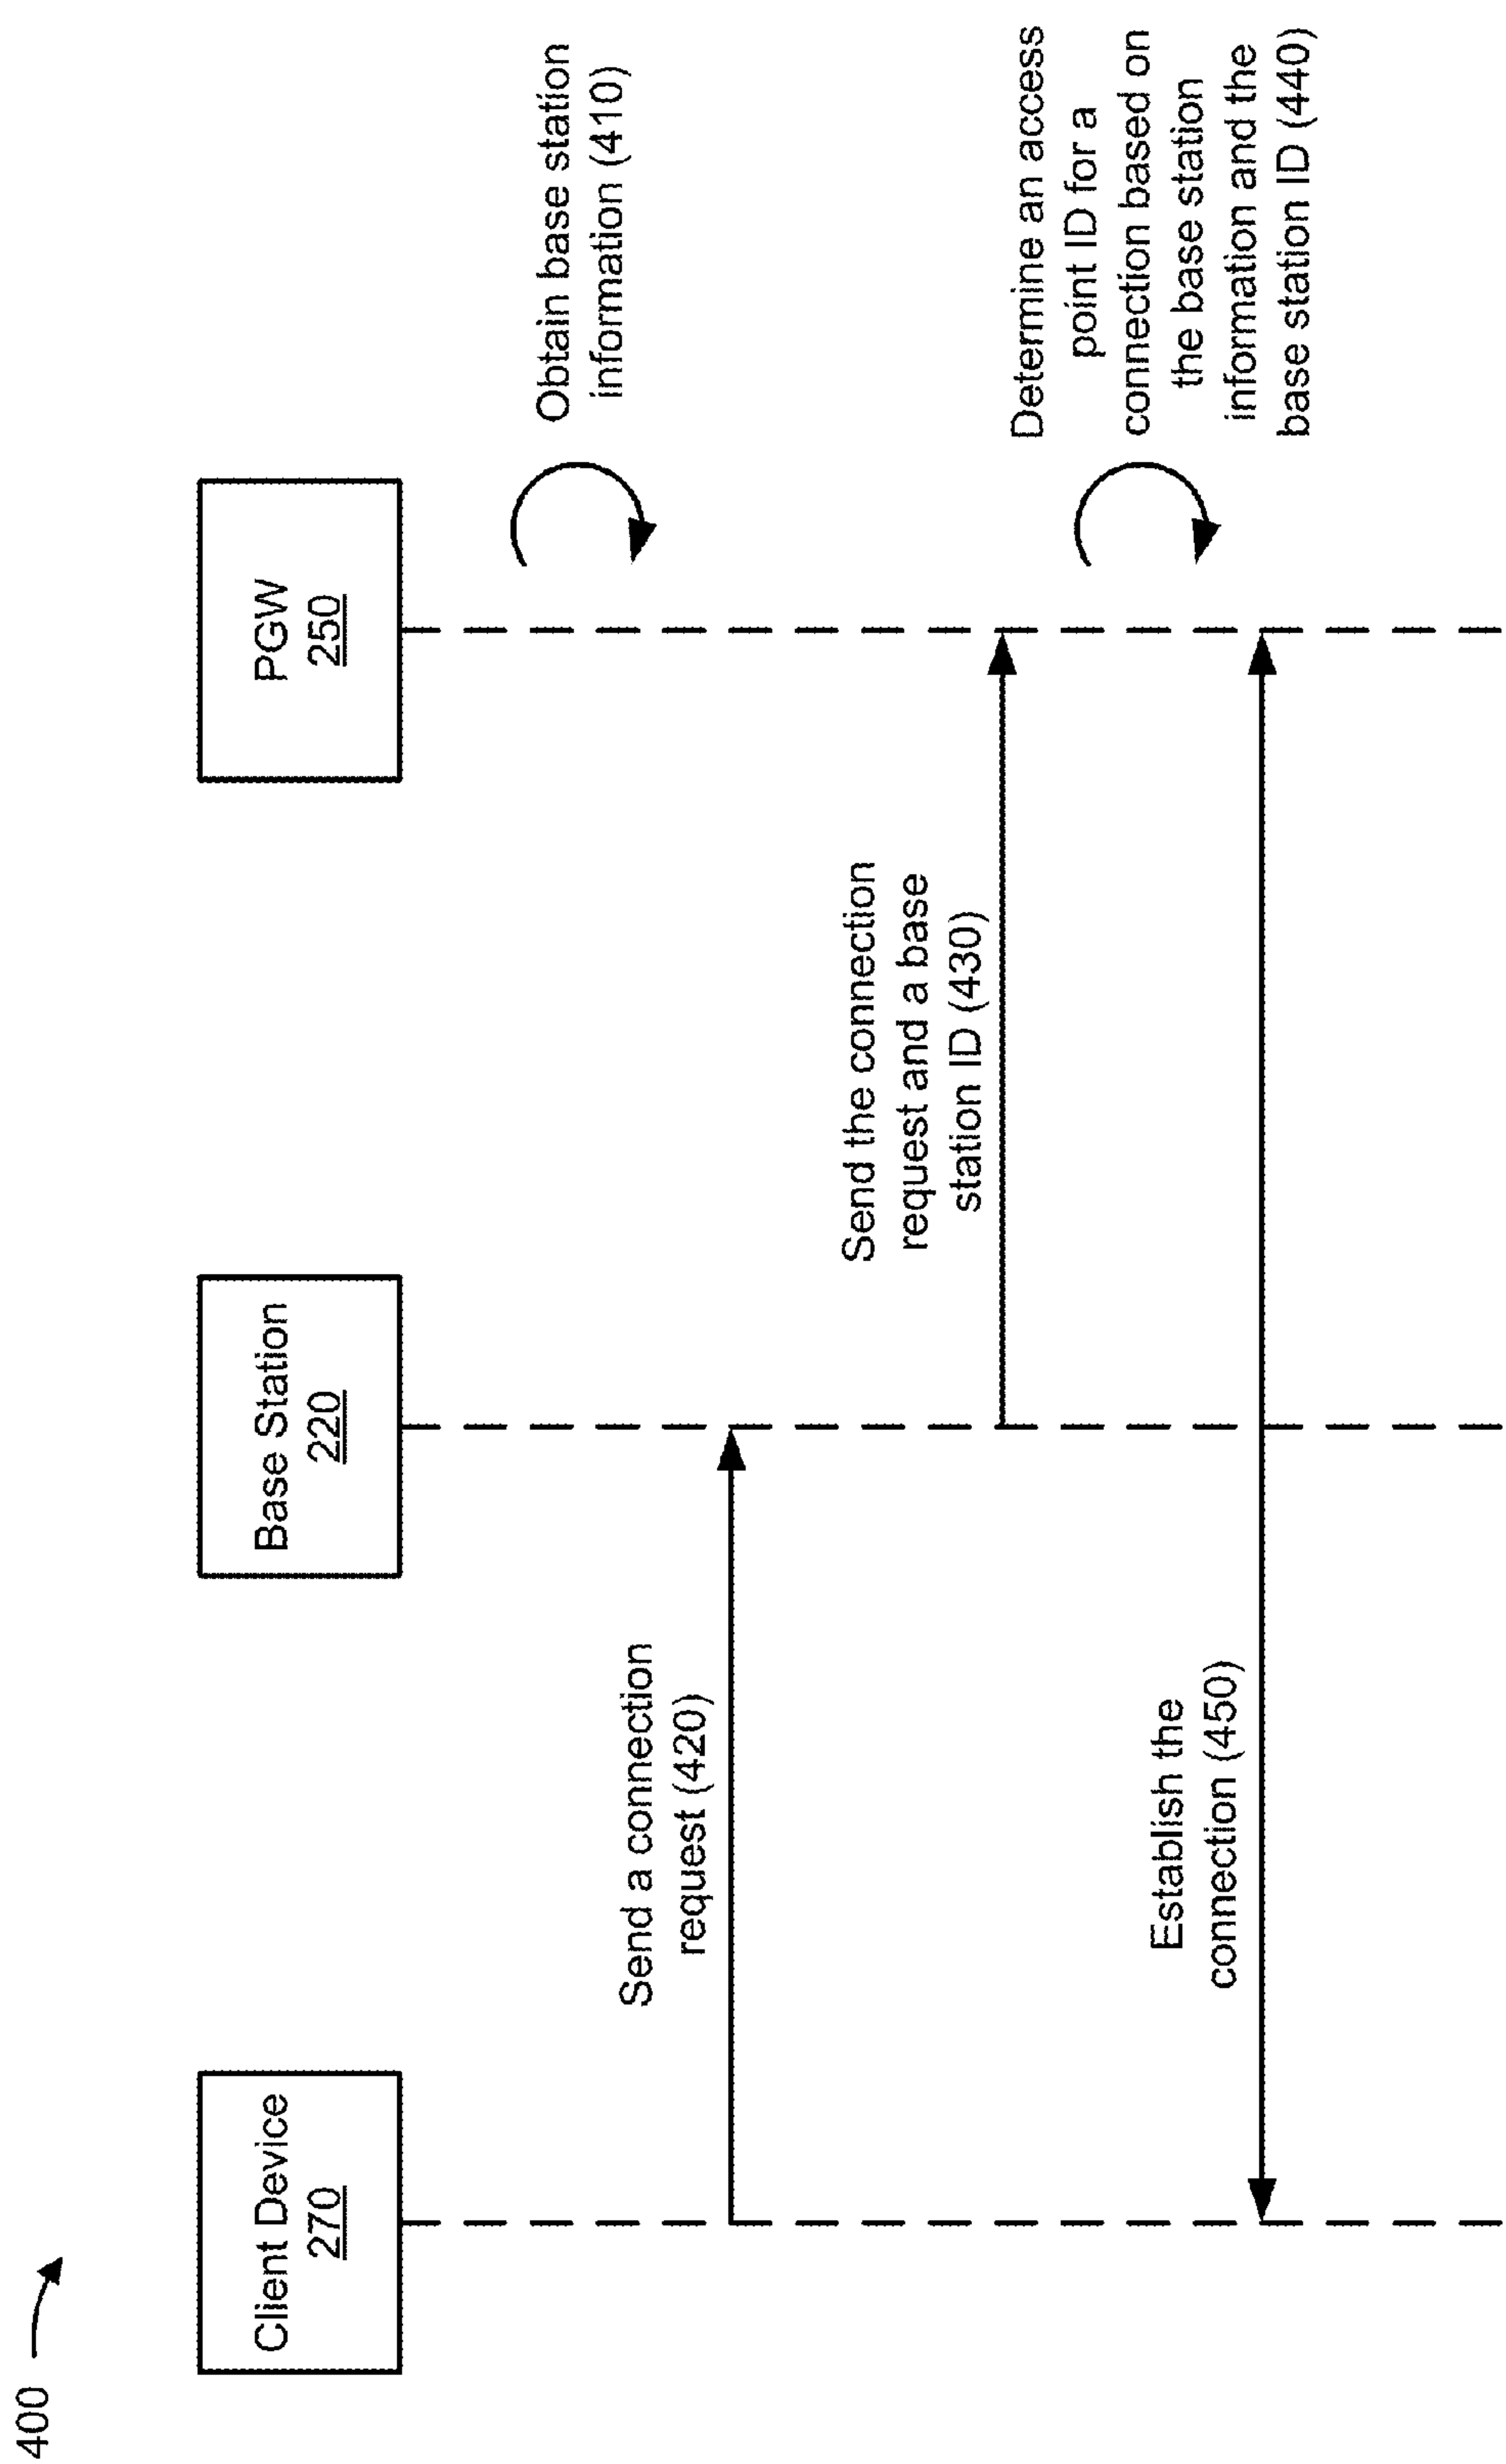 400
Client Device
270
Base Station
220
PGW
250
Obtain base station
information (410)
Send a connection
request (420)
Send the connection
request and a base
station ID (430)
Determine an access
point ID for a
connection based on
the base station
information and the
base station ID (440)
Establish the
connection (450)